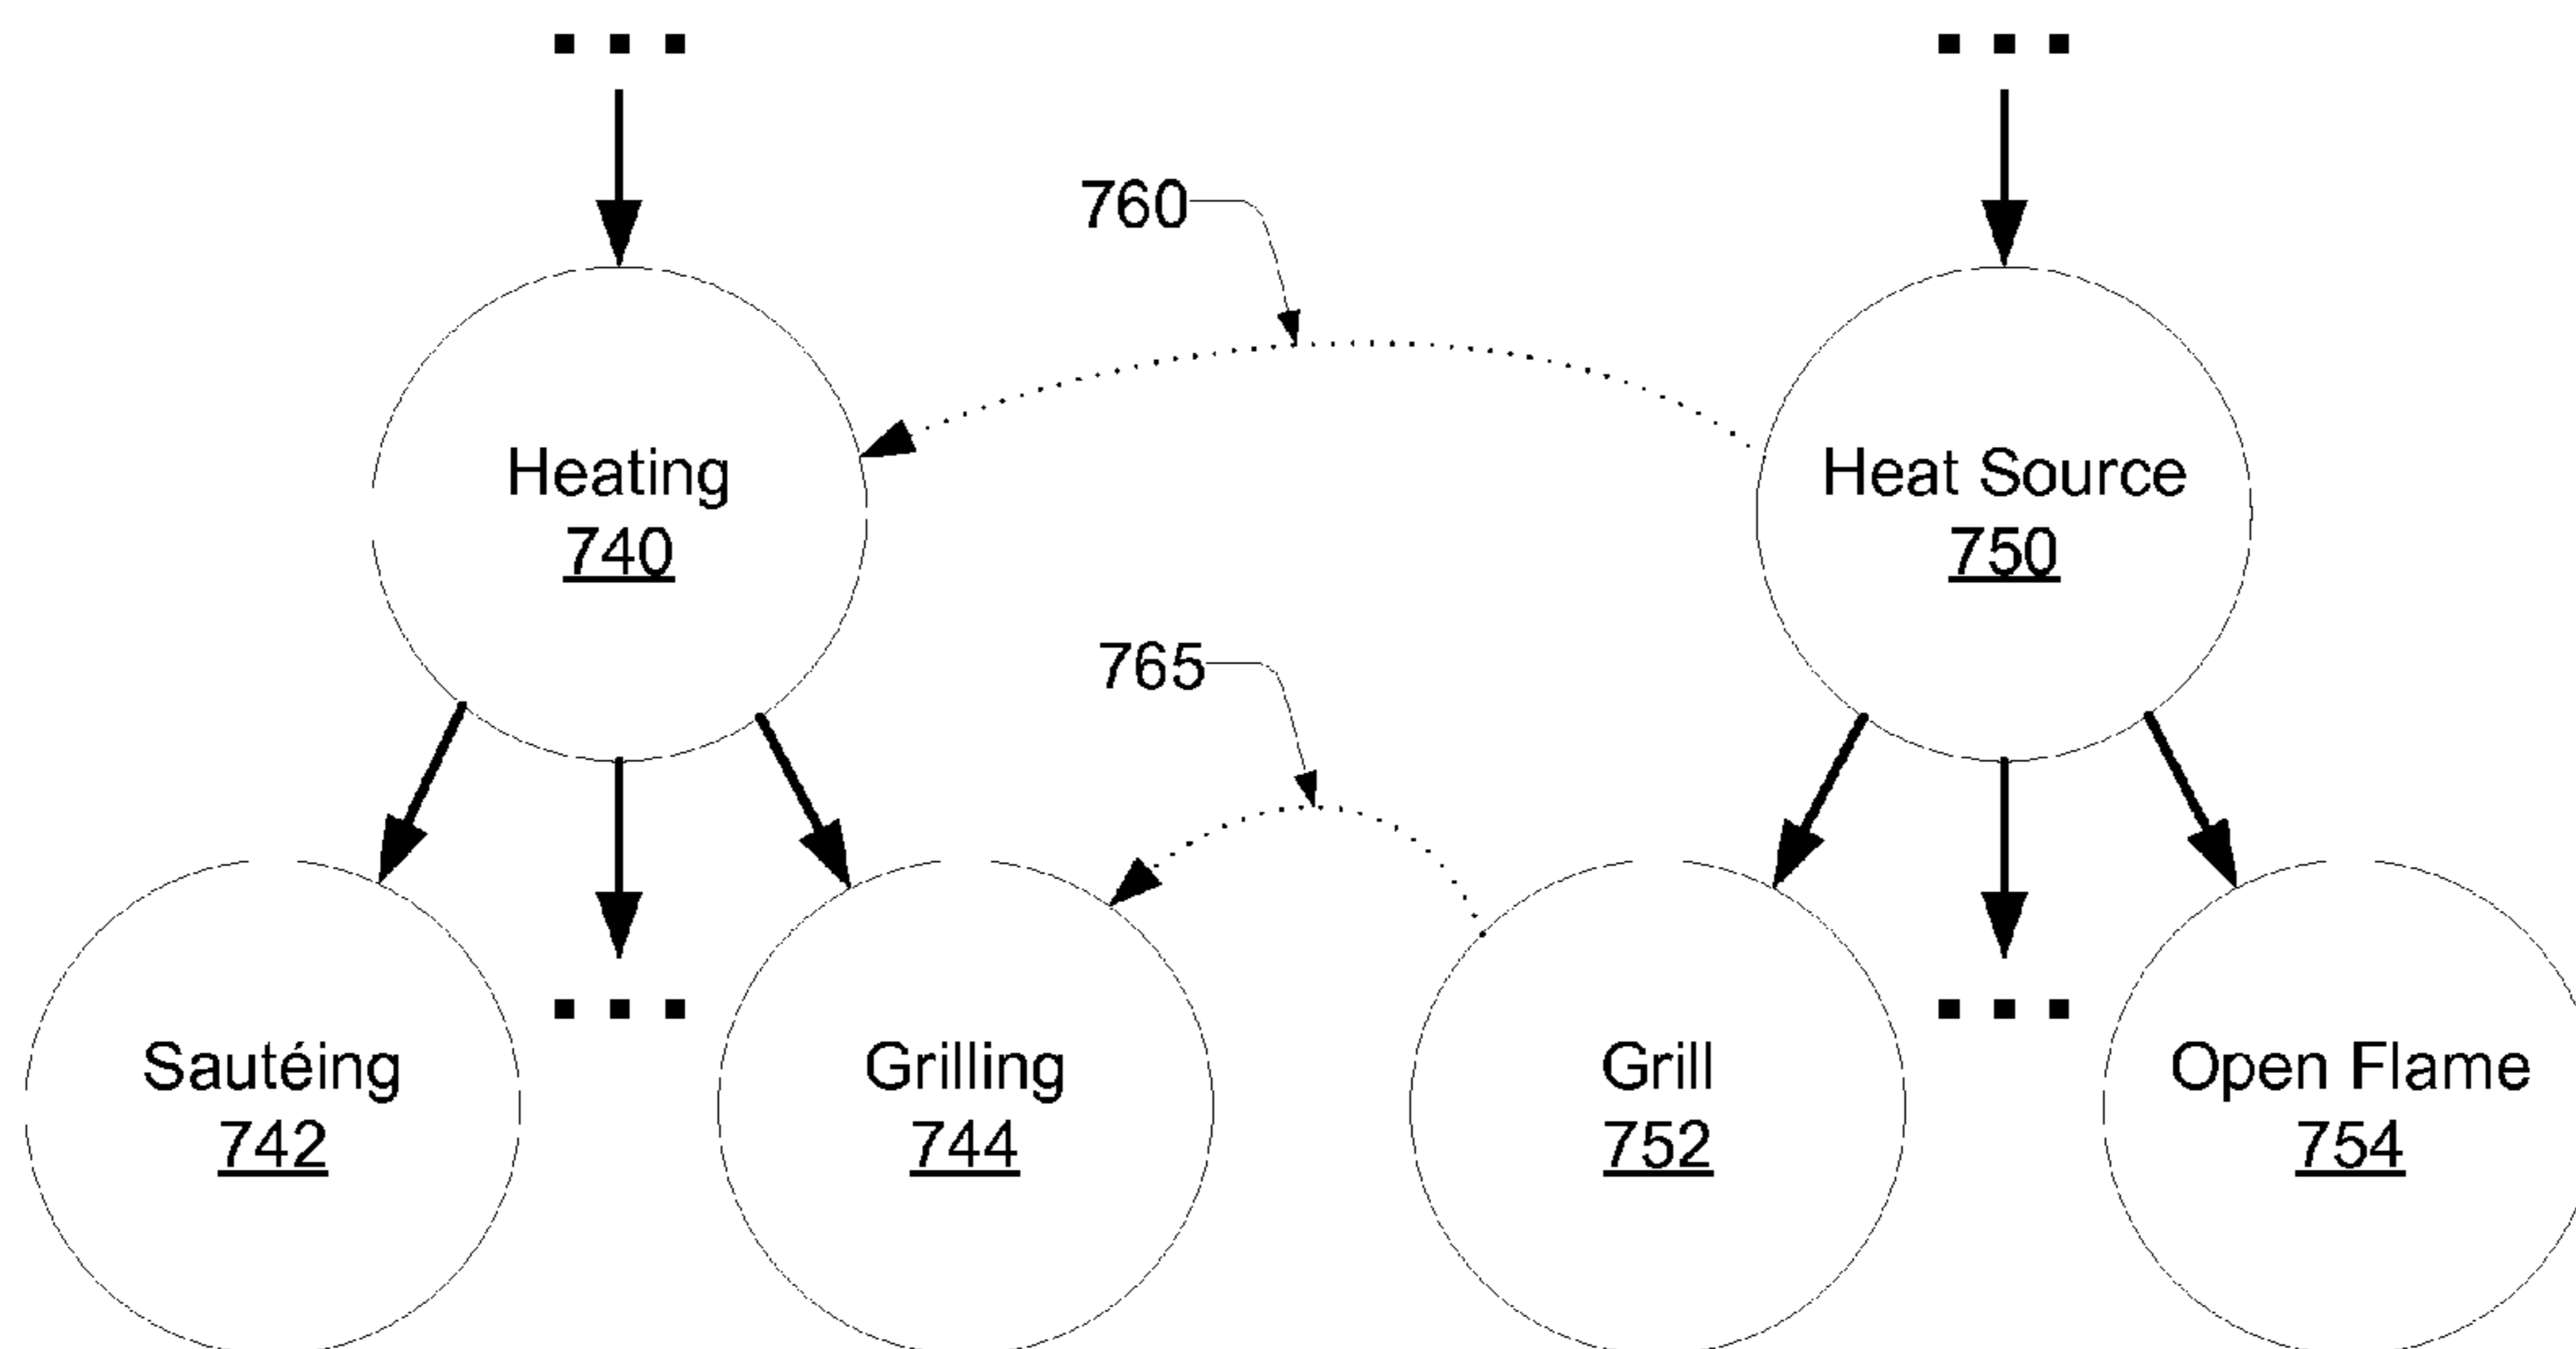 760
Heating
740
Heat Source
750
765
Sautéing
742
Grilling
744
Grill
752
Open Flame
754